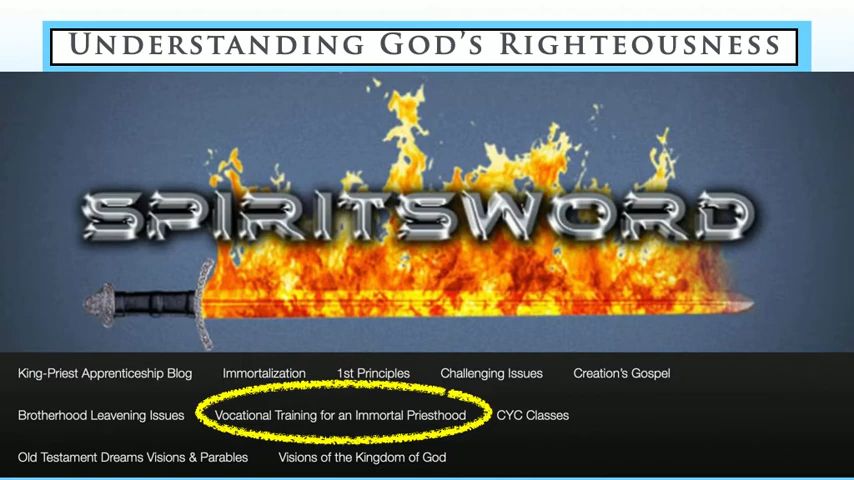 UNDERSTANDING GOD'S RIGHTEOUSNESS
SPIRITSWORD
King-Priest Apprenticeship Blog Immortalization 1st Principles Challenging Issues Creation's Gospel
Brotherhood Leavening Issues Vocational Training for an Immortal Priesthood CYC Classes
Old Testament Dreams Visions & Parables Visions of the Kingdom of God